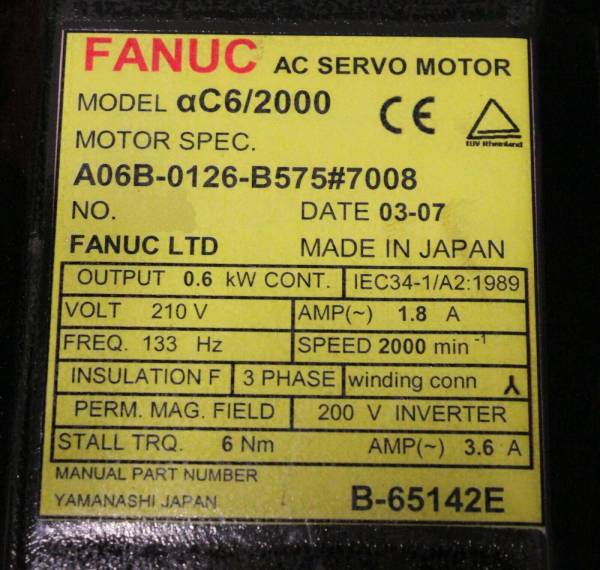 FANUC AC SERVO MOTOR
MODEL αC6/2000
CE
TÜV Rheinland
MOTOR SPEC.
A06B-0126-B575#7008
NO. DATE 03-07
FANUC LTD MADE IN JAPAN
OUTPUT 0.6 kW CONT. IEC34-1/A2:1989
VOLT 210 V AMP(~) 1.8 A
FREQ. 133 Hz SPEED 2000 min⁻¹
INSULATION F 3 PHASE winding conn
PERM. MAG. FIELD 200 V INVERTER
STALL TRQ. 6 Nm AMP(~) 3.6 A
MANUAL PART NUMBER
YAMANASHI JAPAN B-65142E